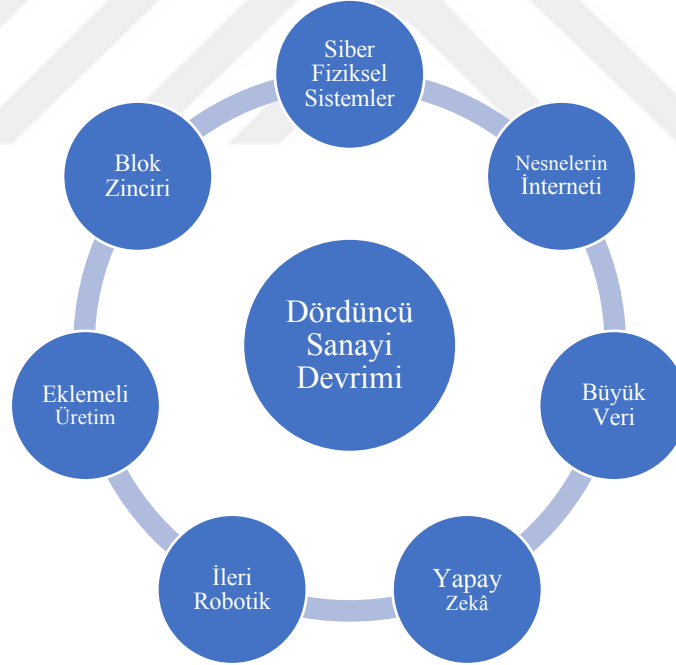 Siber
Fiziksel
Sistemler
Nesnelerin
İnterneti
Büyük
Veri
Yapay
Zekâ
İleri
Robotik
Eklemeli
Üretim
Blok
Zinciri
Dördüncü
Sanayi
Devrimi